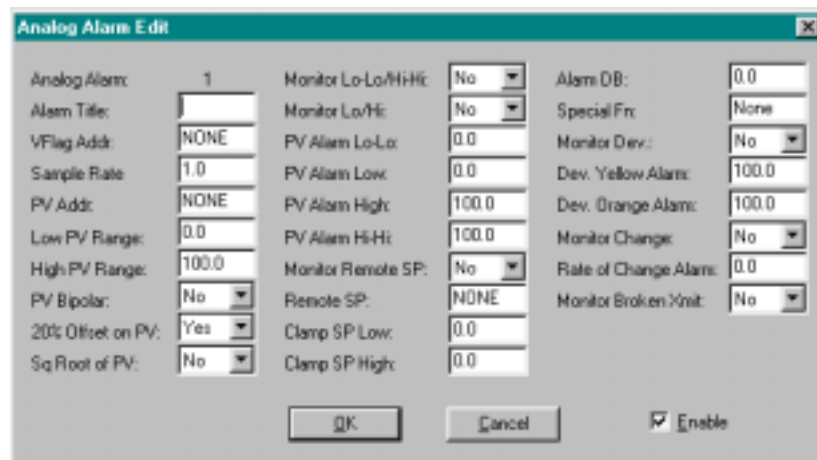 Analog Alarm Edit
Analog Alarm: 1
Alarm Title:
VFlag Addr: NONE
Sample Rate 1.0
PV Addr: NONE
Low PV Range: 0.0
High PV Range: 100.0
PV Bipolar: No
20% Offset on PV: Yes
Sq Root of PV: No
Monitor Lo-Lo/Hi-Hi: No
Monitor Lo/Hi: No
PV Alarm Lo-Lo: 0.0
PV Alarm Low: 0.0
PV Alarm High: 100.0
PV Alarm Hi-Hi: 100.0
Monitor Remote SP: No
Remote SP: NONE
Clamp SP Low: 0.0
Clamp SP High: 0.0
Alarm DB: 0.0
Special Fn: None
Monitor Dev.: No
Dev. Yellow Alarm: 100.0
Dev. Orange Alarm: 100.0
Monitor Change: No
Rate of Change Alarm: 0.0
Monitor Broken Xmit: No
OK
Cancel
Enable